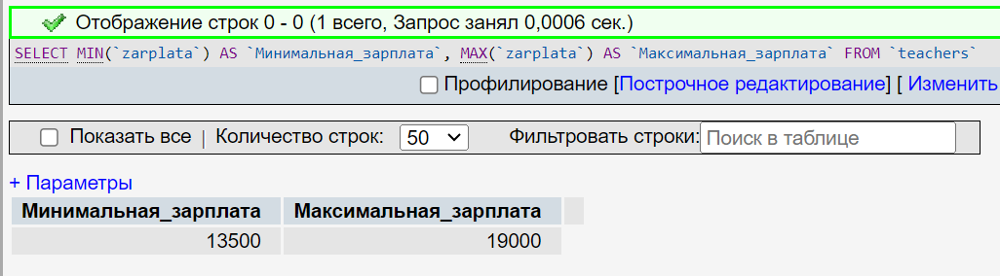 Отображение строк 0 - 0 (1 всего, Запрос занял 0,0006 сек.)
SELECT MIN(`zarplata`) AS `Минимальная_зарплата`, MAX(`zarplata`) AS `Максимальная_зарплата` FROM `teachers`
Профилирование [Построчное редактирование] [ Изменить
Показать все | Количество строк: 50 Фильтровать строки: Поиск в таблице
+ Параметры
Минимальная_зарплата Максимальная_зарплата
13500 19000